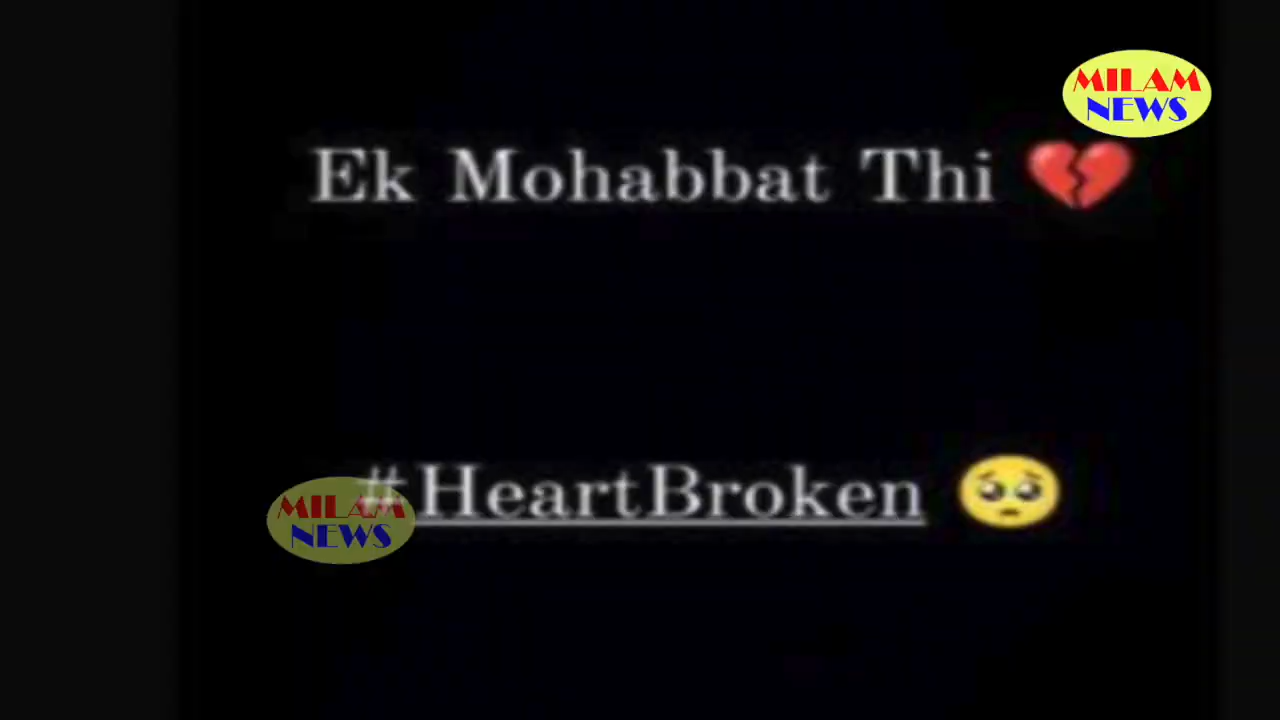 MILAM
NEWS
Ek Mohabbat Thi 💔
#HeartBroken 🥺
MILAM
NEWS